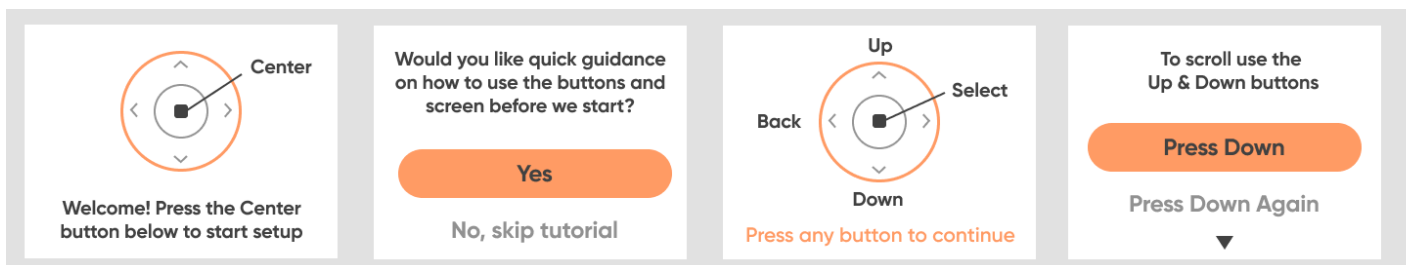 Center
Welcome! Press the Center
button below to start setup
Would you like quick guidance
on how to use the buttons and
screen before we start?
Yes
No, skip tutorial
Up
Select
Back
Down
Press any button to continue
To scroll use the
Up & Down buttons
Press Down
Press Down Again